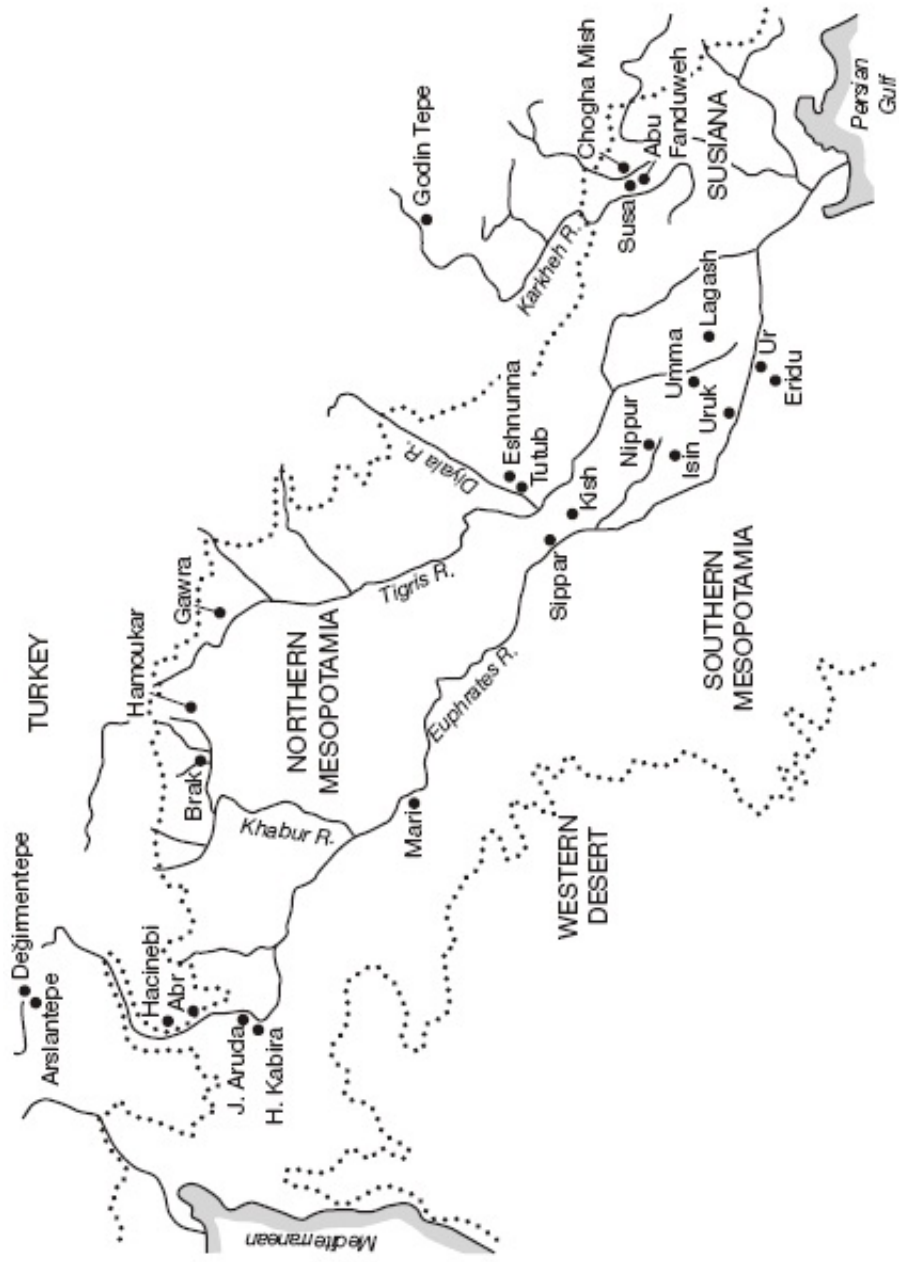 TURKEY
Değirmentepe
Arslantepe
Hamoukar
Gawra
Godin Tepe
Hacinebi
Abr
Brak
J. Aruda
H. Kabira
Khabur R.
NORTHERN
MESOPOTAMIA
Tigris R.
Diyala R.
Karkheh R.
Chogha Mish
Susa
Abu
Fanduweh
SUSIANA
Mediterranean
Mari
Euphrates R.
Eshnunna
Tutub
Sippar
Kish
Nippur
Isin
Umma
Uruk
Lagash
Ur
Eridu
WESTERN
DESERT
SOUTHERN
MESOPOTAMIA
Persian
Gulf